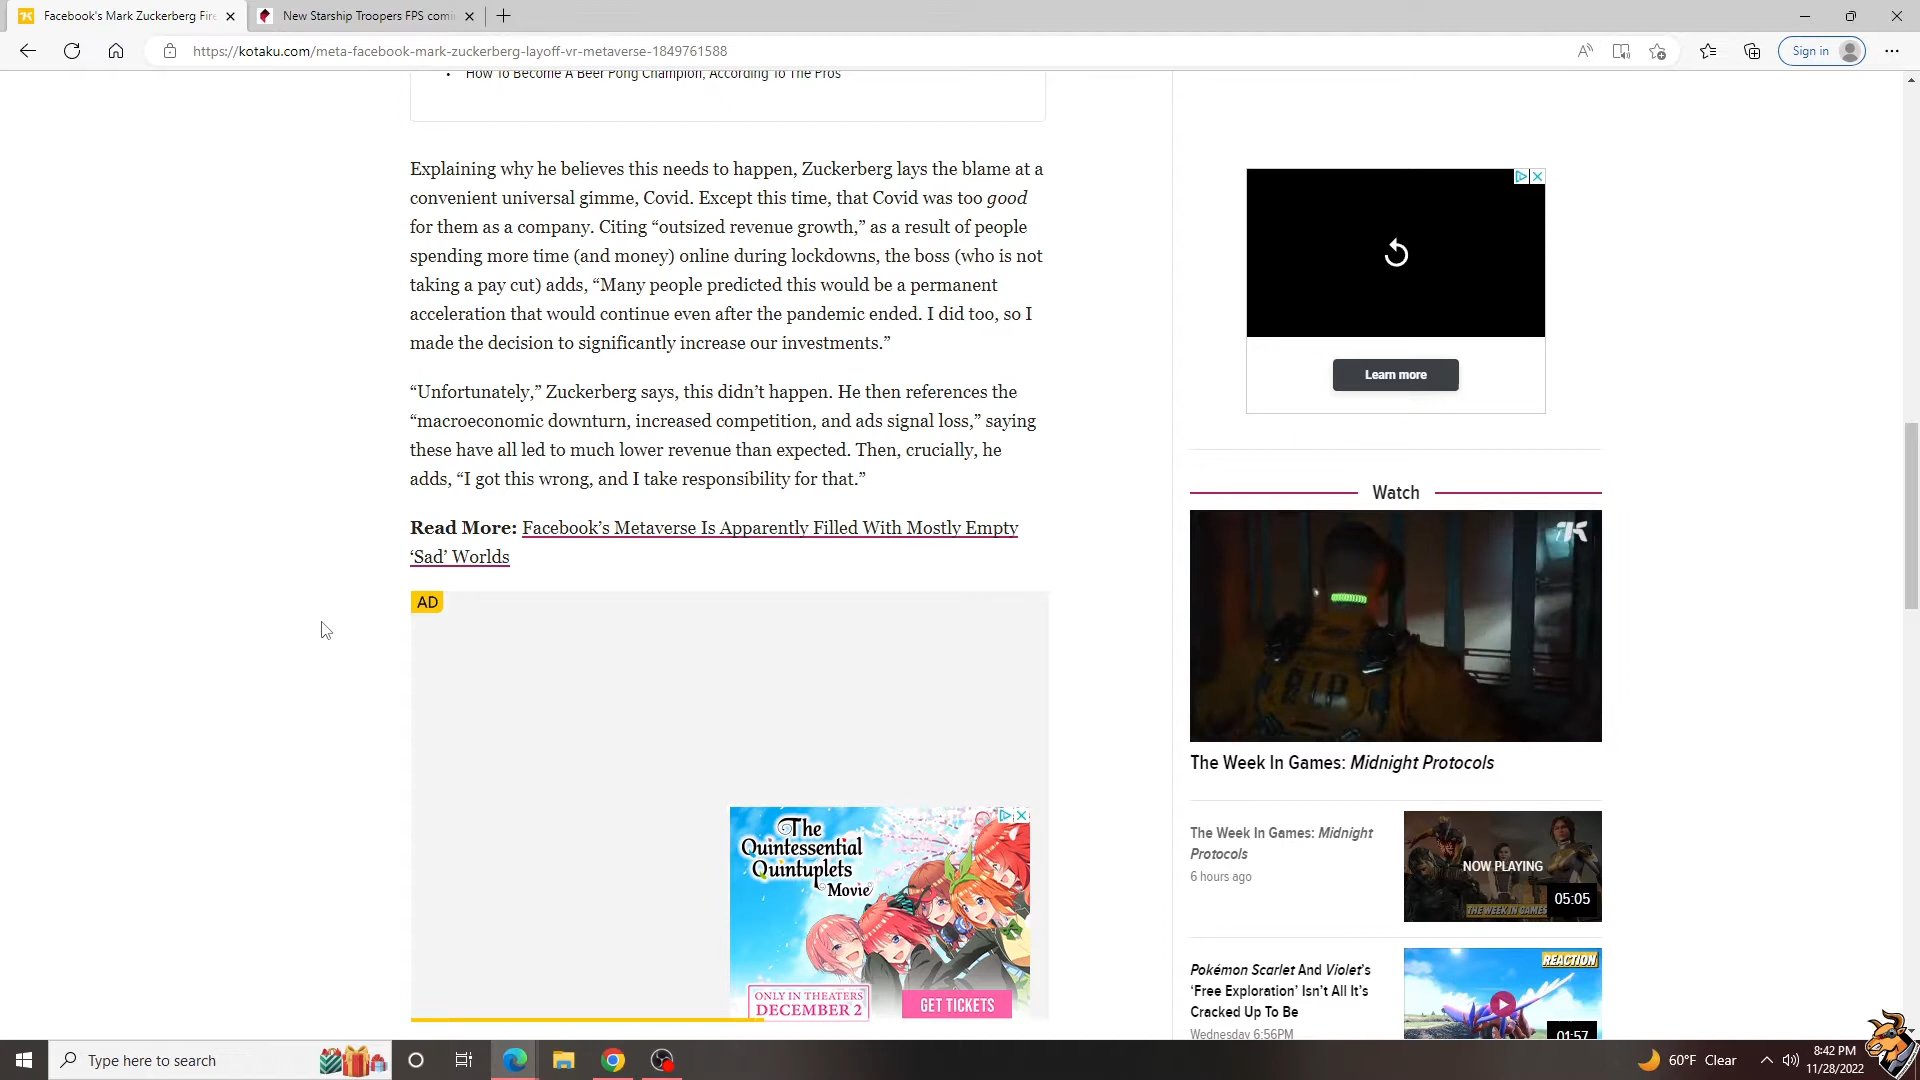 Facebook's Mark Zuckerberg Fire
New Starship Troopers FPS comi
https://kotaku.com/meta-facebook-mark-zuckerberg-layoff-vr-metaverse-1849761588
Sign in
How To Become A Beer Pong Champion, According To The Pros
Explaining why he believes this needs to happen, Zuckerberg lays the blame at a
convenient universal gimme, Covid. Except this time, that Covid was too good
for them as a company. Citing “outsized revenue growth,” as a result of people
spending more time (and money) online during lockdowns, the boss (who is not
taking a pay cut) adds, “Many people predicted this would be a permanent
acceleration that would continue even after the pandemic ended. I did too, so I
made the decision to significantly increase our investments.”
“Unfortunately,” Zuckerberg says, this didn’t happen. He then references the
“macroeconomic downturn, increased competition, and ads signal loss,” saying
these have all led to much lower revenue than expected. Then, crucially, he
adds, “I got this wrong, and I take responsibility for that.”
Read More: Facebook’s Metaverse Is Apparently Filled With Mostly Empty
‘Sad’ Worlds
AD
The
Quintessential
Quintuplets
Movie
ONLY IN THEATERS
DECEMBER 2
GET TICKETS
Learn more
Watch
The Week In Games: Midnight Protocols
The Week In Games: Midnight
Protocols
6 hours ago
NOW PLAYING
05:05
THE WEEK IN GAMES
Pokémon Scarlet And Violet’s
‘Free Exploration’ Isn’t All It’s
Cracked Up To Be
Wednesday 6:56PM
REACTION
01:57
Type here to search
60°F Clear
8:42 PM
11/28/2022